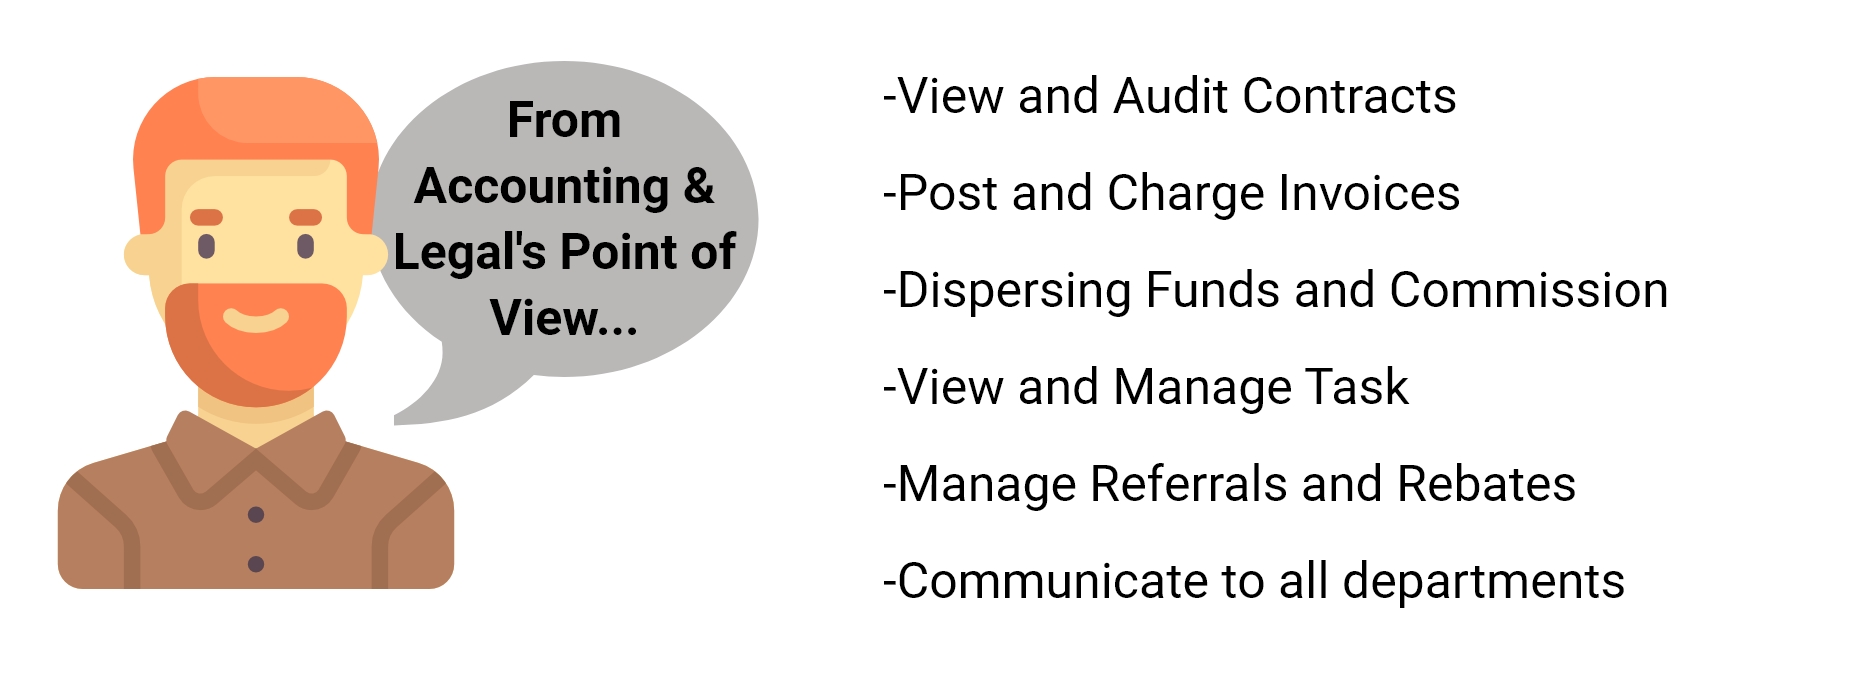 From
Accounting &
Legal's Point of
View...
-View and Audit Contracts
-Post and Charge Invoices
-Dispersing Funds and Commission
-View and Manage Task
-Manage Referrals and Rebates
-Communicate to all departments